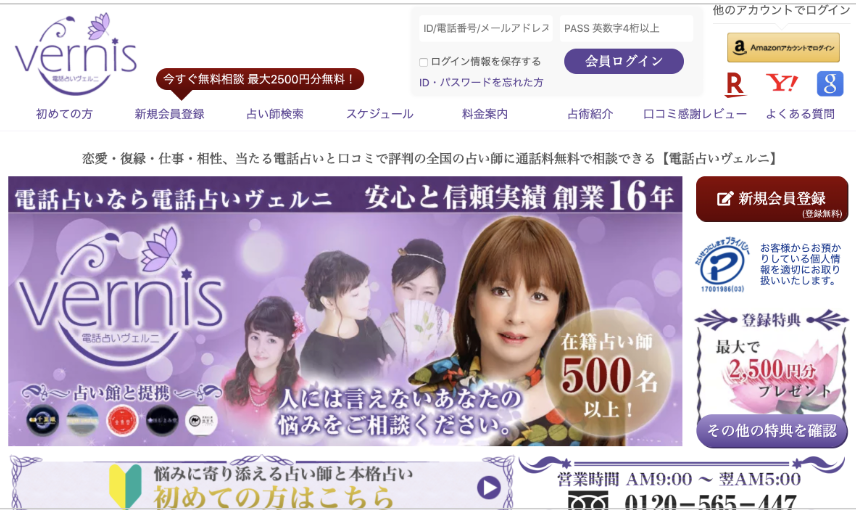 vernis
電話占いヴェルニ
ID/電話番号/メールアドレス
PASS 英数字4桁以上
ログイン情報を保存する
会員ログイン
ID・パスワードを忘れた方
他のアカウントでログイン
Amazonアカウントでログイン
R
Y!
g
今すぐ無料相談 最大2500円分無料！
初めての方
新規会員登録
占い師検索
スケジュール
料金案内
占術紹介
口コミ感謝レビュー
よくある質問
恋愛・復縁・仕事・相性、当たる電話占いと口コミで評判の全国の占い師に通話料無料で相談できる【電話占いヴェルニ】
電話占いなら電話占いヴェルニ 安心と信頼実績 創業16年
vernis
電話占いヴェルニ
占い館と提携
人には言えないあなたの
悩みをご相談ください。
在籍占い師
500名
以上！
新規会員登録
(登録無料)
17001986(03)
お客様からお預か
りしている個人情
報を適切にお取り
扱いいたします。
登録特典
最大で
2,500円分
プレゼント
その他の特典を確認
悩みに寄り添える占い師と本格占い
初めての方はこちら
営業時間 AM9:00 ～ 翌AM5:00
0120-565-447